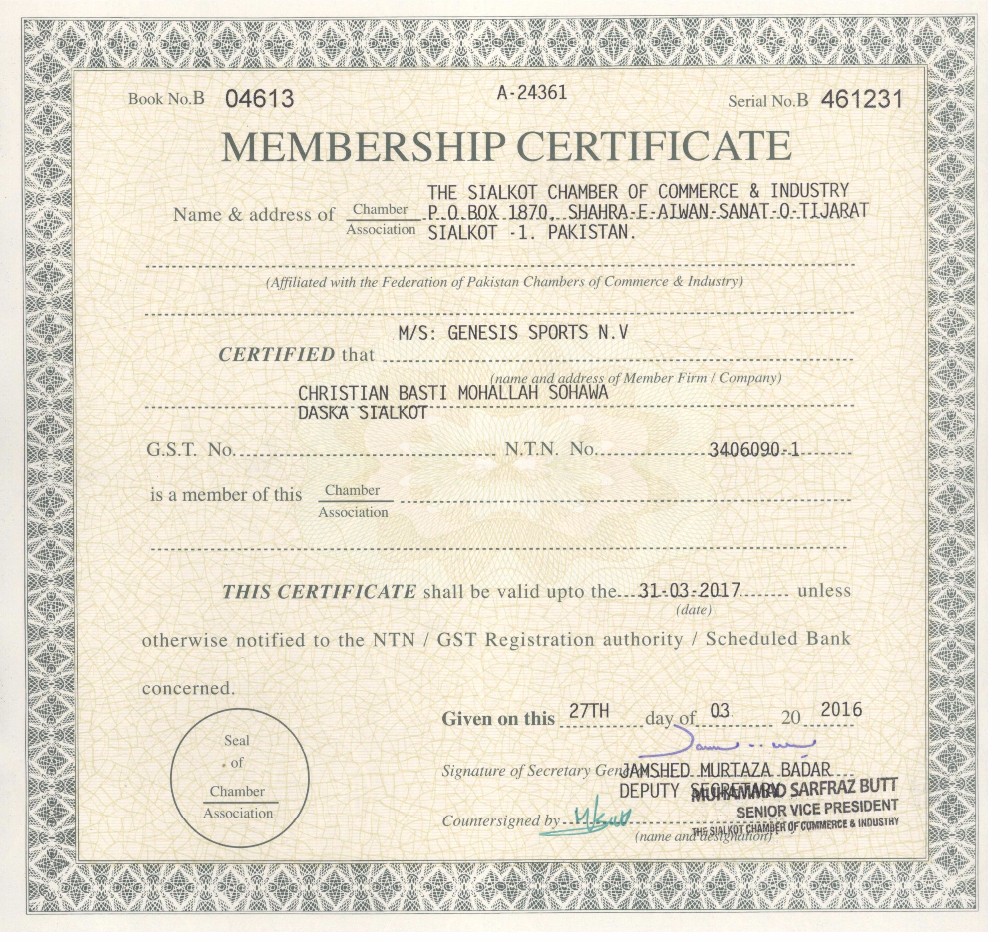 Book No.B 04613 A-24361 Serial No.B 461231
MEMBERSHIP CERTIFICATE
THE SIALKOT CHAMBER OF COMMERCE & INDUSTRY
Name & address of Chamber P.O.BOX 1870, SHAHRA-E-AIWAN-SANAT-O-TIJARAT
Association SIALKOT -1. PAKISTAN.
(Affiliated with the Federation of Pakistan Chambers of Commerce & Industry)
M/S: GENESIS SPORTS N.V
CERTIFIED that
(name and address of Member Firm / Company)
CHRISTIAN BASTI MOHALLAH SOHAWA
DASKA SIALKOT
G.S.T. No. N.T.N. No. 3406090-1
is a member of this Chamber
Association
THIS CERTIFICATE shall be valid upto the 31-03-2017 unless
(date)
otherwise notified to the NTN / GST Registration authority / Scheduled Bank
concerned.
Given on this 27TH day of 03 20 2016
Seal
of
Chamber
Association
Signature of Secretary General JAMSHED MURTAZA BADAR
DEPUTY SECRETARY
MUHAMMAD SARFRAZ BUTT
SENIOR VICE PRESIDENT
Countersigned by M Butt
THE SIALKOT CHAMBER OF COMMERCE & INDUSTRY
(name and designation)